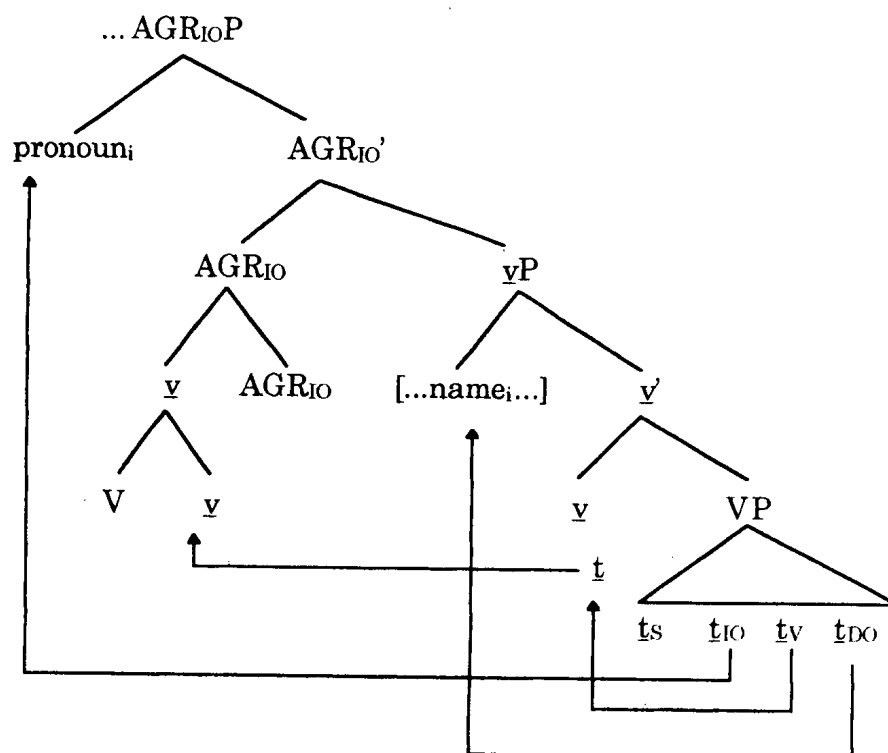 ... AGRIOP
pronouni AGRIO'
AGRIO vP
v AGRIO [...namei...] v'
V v v VP
t
tS tIO tV tDO